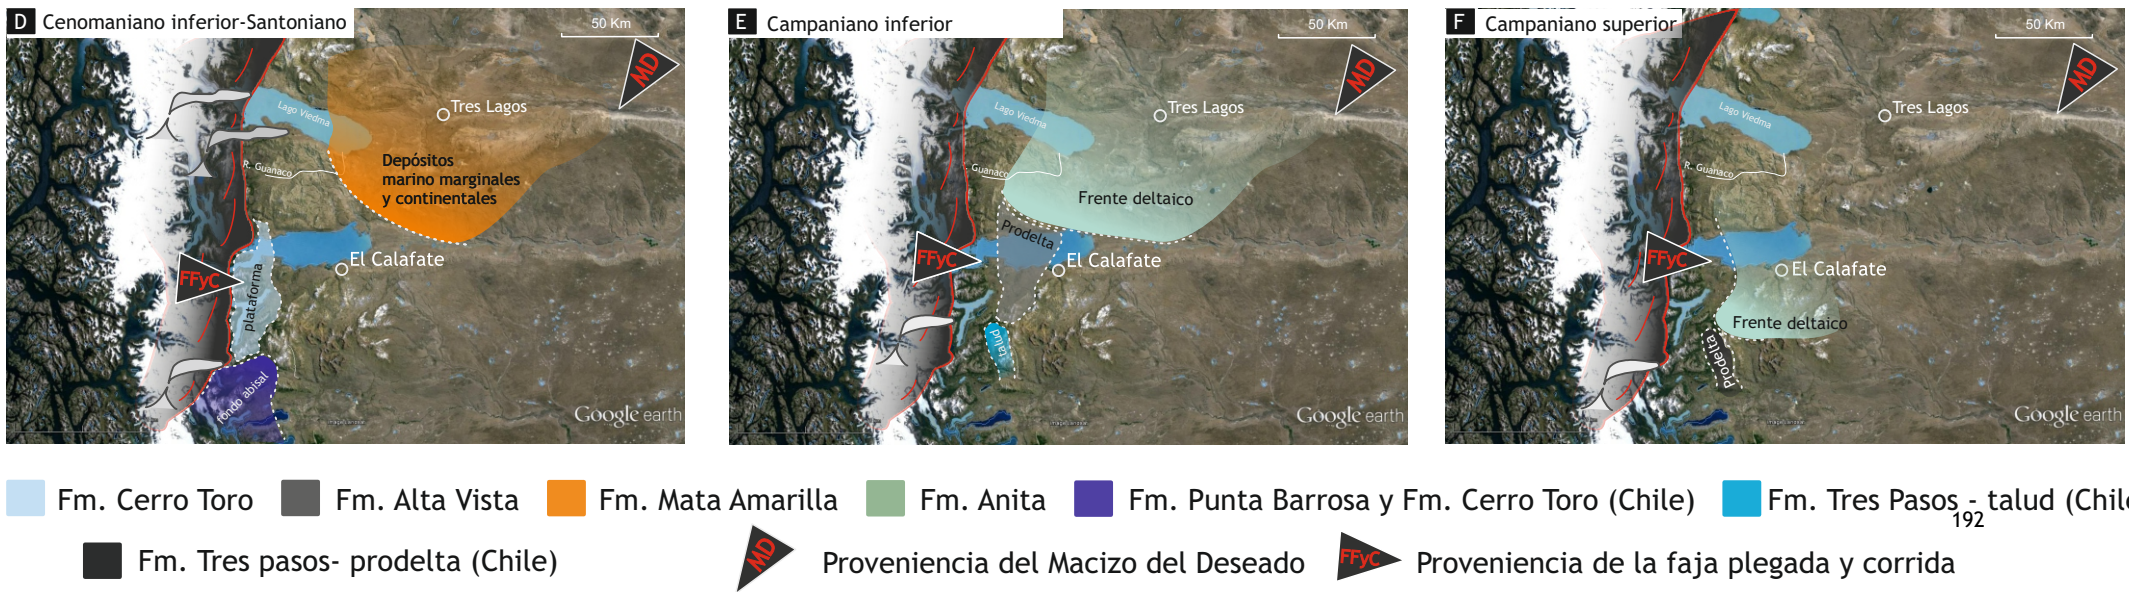 D Cenomaniano inferior-Santoniano
50 Km
MD
Lago Viedma
Tres Lagos
Depósitos
marino marginales
y continentales
R. Guanaco
El Calafate
FFyC
plataforma
fondo abisal
Google earth
E Campaniano inferior
50 Km
MD
Lago Viedma
Tres Lagos
Guanaco
Frente deltaico
Prodelta
FFyC
El Calafate
talud
Google earth
F Campaniano superior
50 Km
MD
Lago Viedma
Tres Lagos
R. Guanaco
FFyC
El Calafate
Frente deltaico
Prodelta
Google earth
Fm. Cerro Toro
Fm. Alta Vista
Fm. Mata Amarilla
Fm. Anita
Fm. Punta Barrosa y Fm. Cerro Toro (Chile)
Fm. Tres Pasos - talud (Chile
192
Fm. Tres pasos- prodelta (Chile)
MD Proveniencia del Macizo del Deseado
FFyC Proveniencia de la faja plegada y corrida